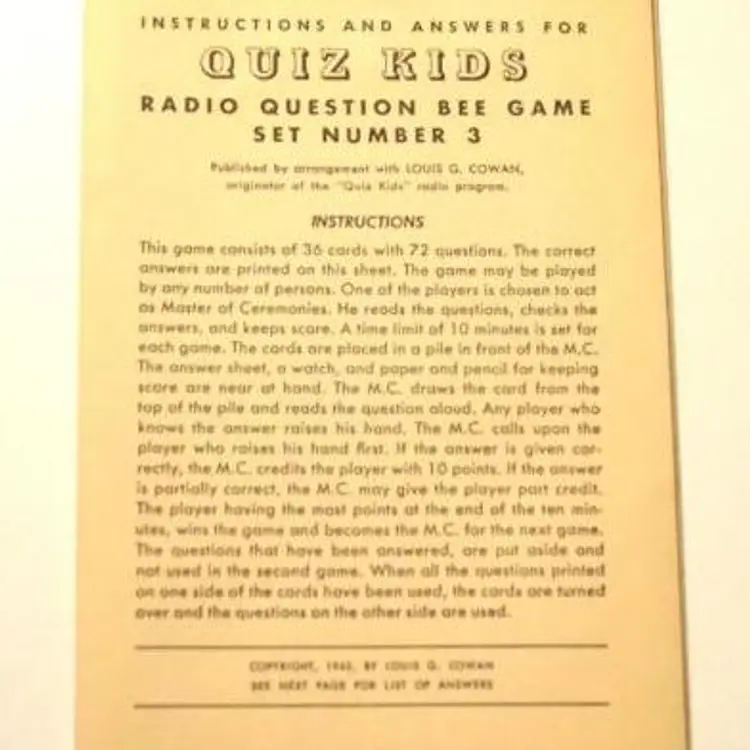 INSTRUCTIONS AND ANSWERS FOR
QUIZ KIDS
RADIO QUESTION BEE GAME
SET NUMBER 3
Published by arrangement with LOUIS G. COWAN,
originator of the "Quiz Kids" radio program.
INSTRUCTIONS
This game consists of 36 cards with 72 questions. The correct
answers are printed on this sheet. The game may be played
by any number of persons. One of the players is chosen to act
as Master of Ceremonies. He reads the questions, checks the
answers, and keeps score. A time limit of 10 minutes is set for
each game. The cards are placed in a pile in front of the M.C.
The answer sheet, a watch, and paper and pencil for keeping
score are near at hand. The M.C. draws the card from the
top of the pile and reads the question aloud. Any player who
knows the answer raises his hand. The M.C. calls upon the
player who raises his hand first. If the answer is given cor-
rectly, the M.C. credits the player with 10 points. If the answer
is partially correct, the M.C. may give the player part credit.
The player having the most points at the end of the ten min-
utes, wins the game and becomes the M.C. for the next game.
The questions that have been answered, are put aside and
not used in the second game. When all the questions printed
on one side of the cards have been used, the cards are turned
over and the questions on the other side are used.
COPYRIGHT, BY LOUIS G. COWAN
SEE NEXT PAGE FOR LIST OF ANSWERS